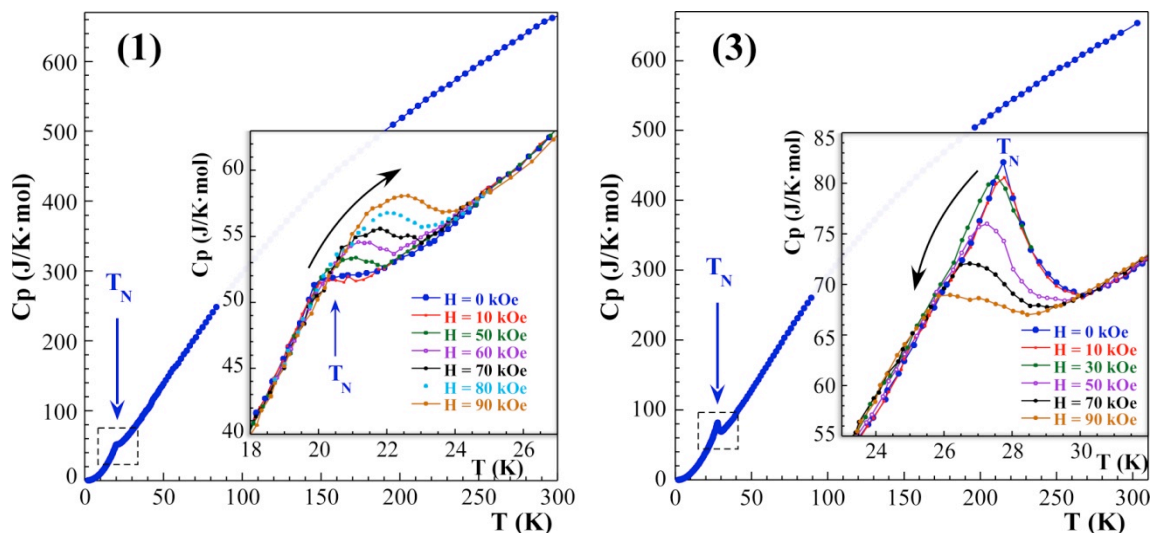 (1)
Cp (J/K·mol)
600
500
400
300
200
100
0
TN
Cp (J/K·mol)
60
55
50
45
40
TN
H = 0 kOe
H = 10 kOe
H = 50 kOe
H = 60 kOe
H = 70 kOe
H = 80 kOe
H = 90 kOe
18 20 22 24 26
T (K)
0 50 100 150 200 250 300
T (K)
(3)
Cp (J/K·mol)
600
500
400
300
200
100
0
TN
Cp (J/K·mol)
85
80
75
70
65
60
55
TN
H = 0 kOe
H = 10 kOe
H = 30 kOe
H = 50 kOe
H = 70 kOe
H = 90 kOe
24 26 28 30
T (K)
0 50 100 150 200 250 300
T (K)